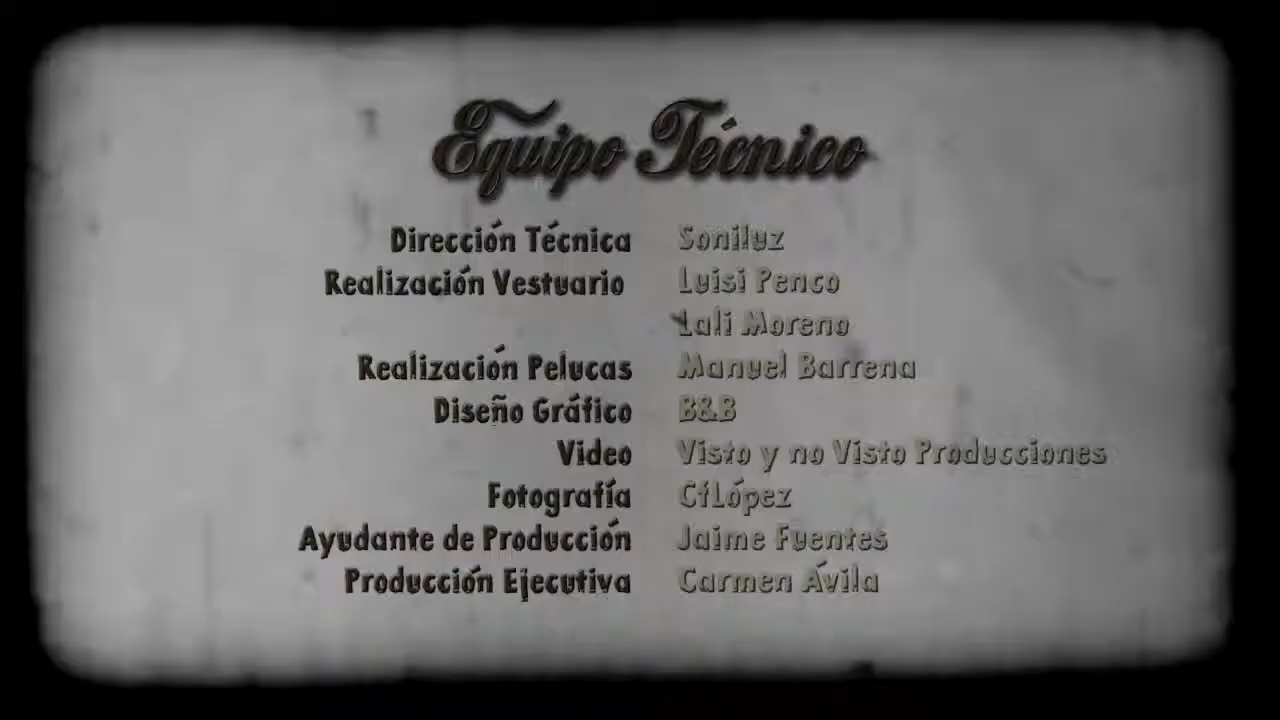 Equipo Técnico
Dirección Técnica Soniluz
Realización Vestuario Luisi Penco
Lali Moreno
Realización Pelucas Manuel Barrena
Diseño Gráfico B&B
Video Visto y no Visto Producciones
Fotografía CfLópez
Ayudante de Producción Jaime Fuentes
Producción Ejecutiva Carmen Ávila